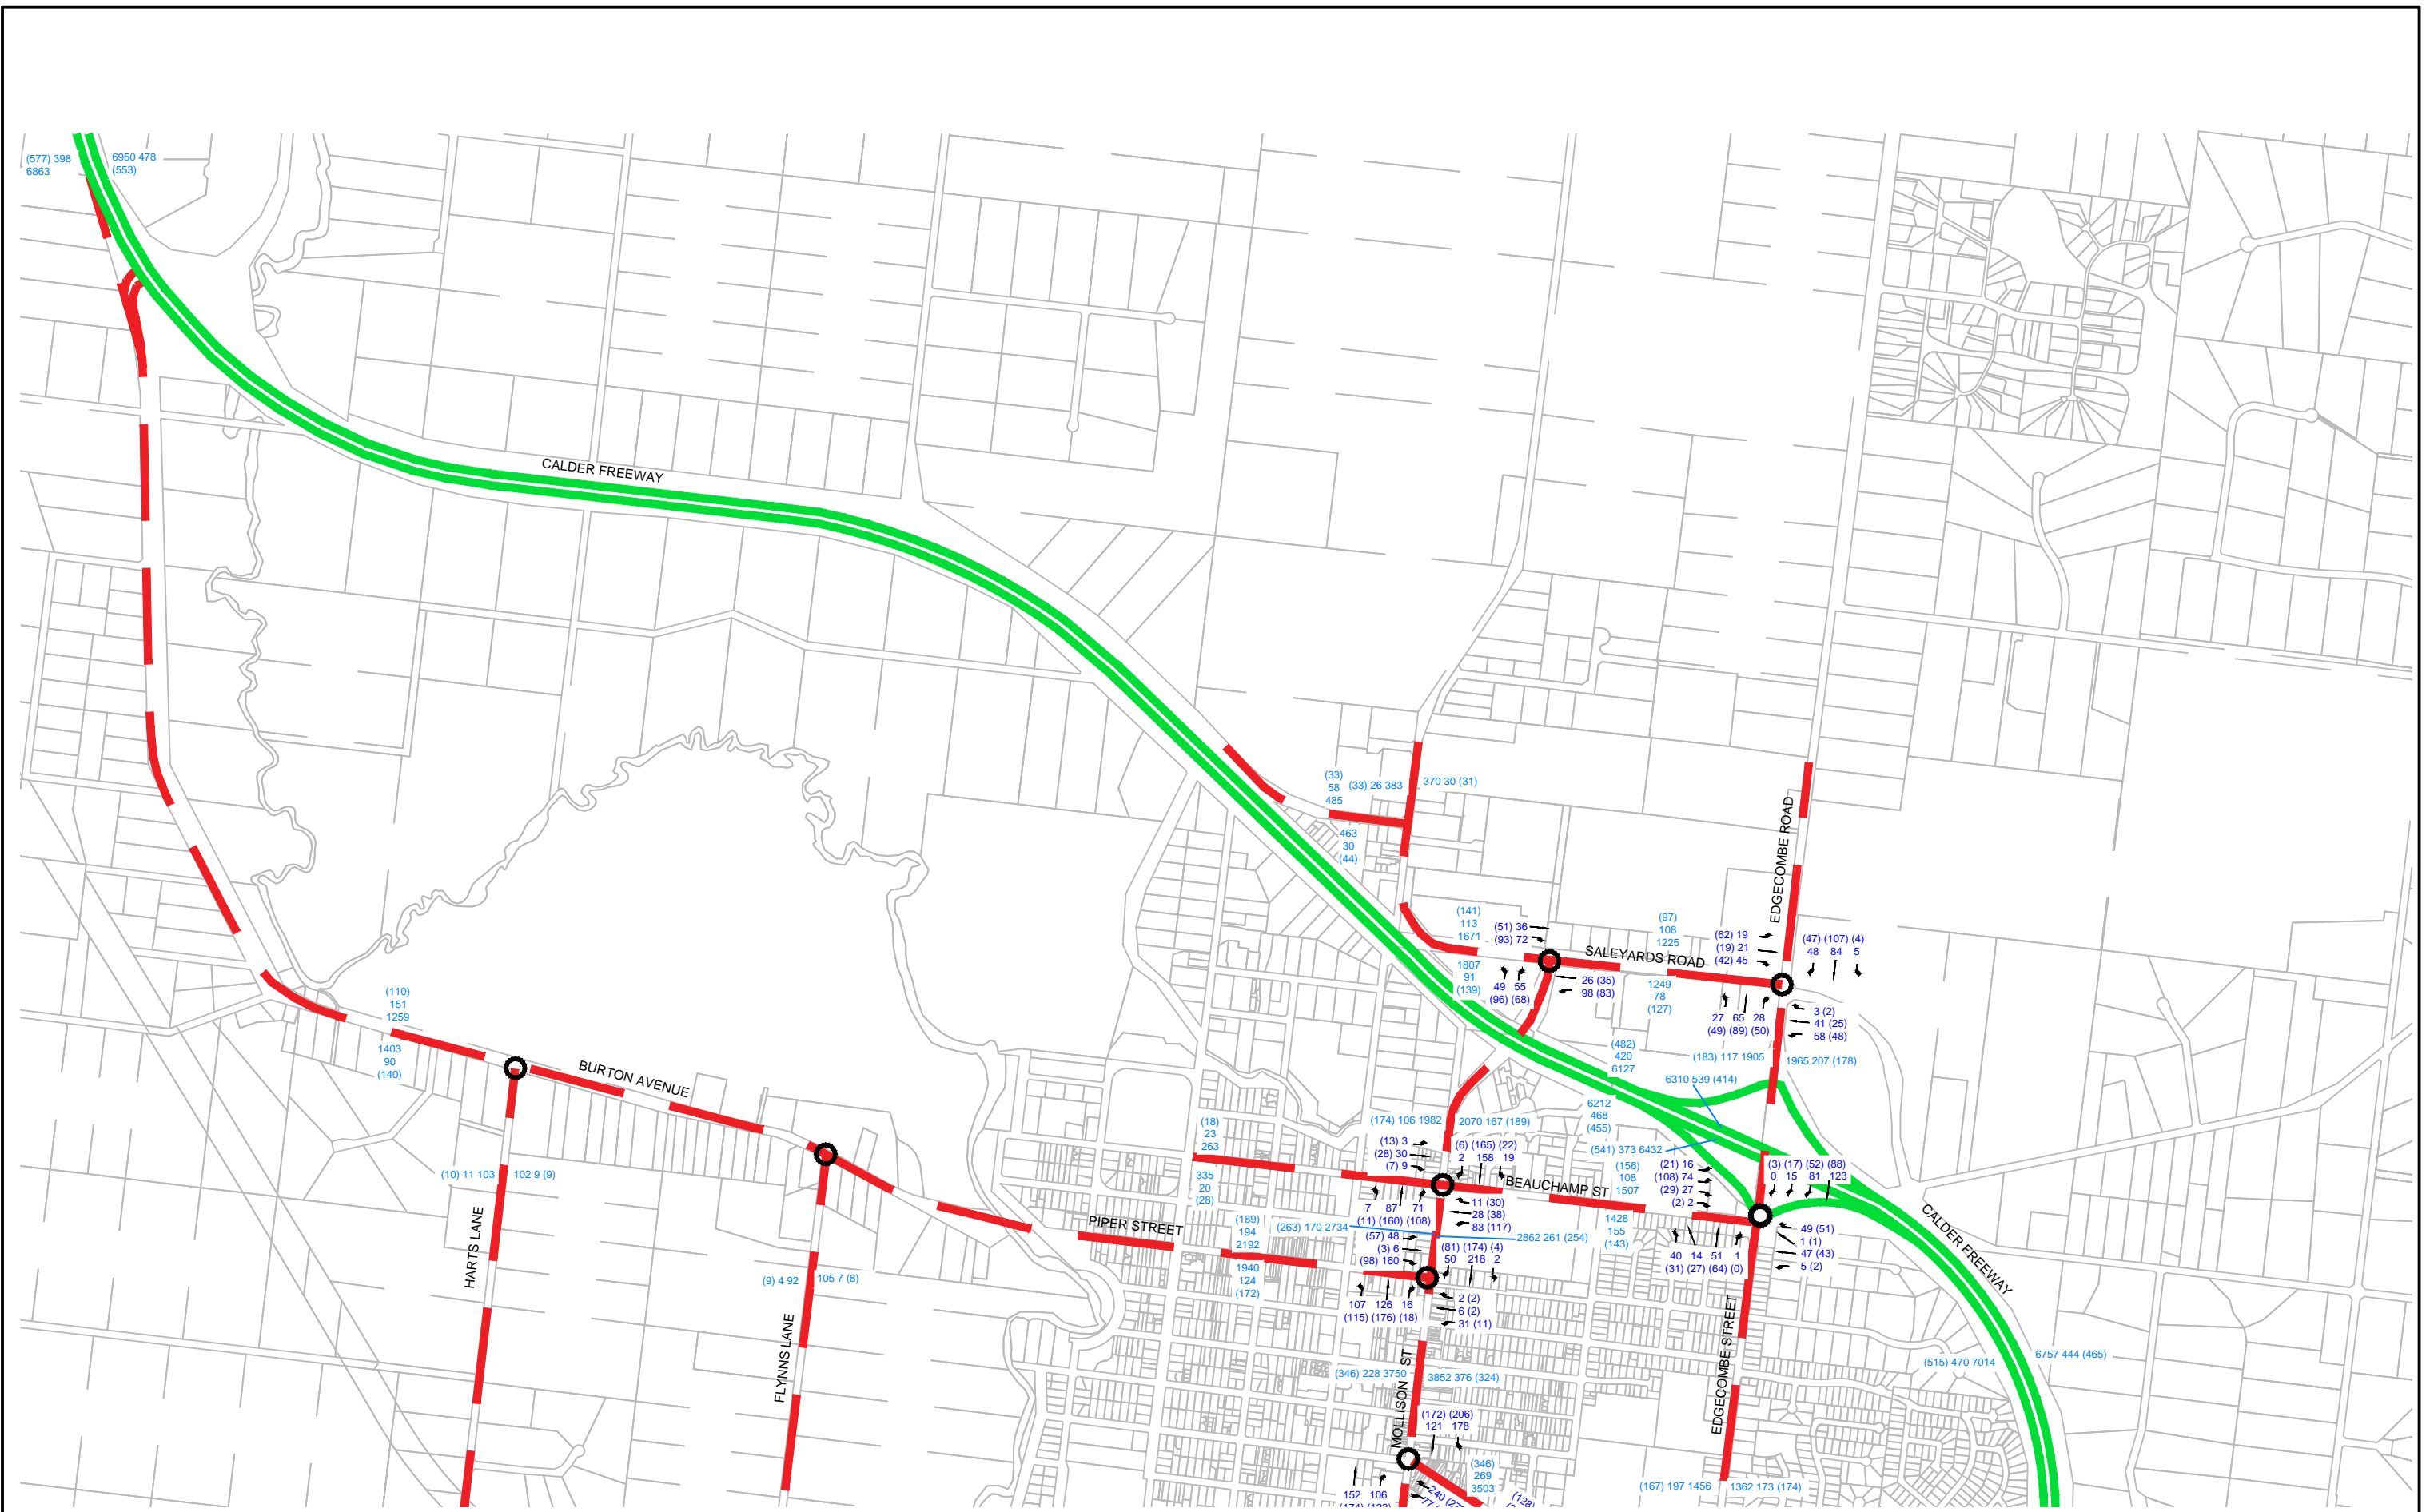 (577) 398
6863
6950 478
(553)
CALDER FREEWAY
(33)
58
485
(33) 26 383
370 30 (31)
463
30
(44)
EDGECOMBE ROAD
(141)
113
1671
(51) 36
(93) 72
(97)
108
1225
SALEYARDS ROAD
(62) 19
(19) 21
(42) 45
(47) (107) (4)
48 84 5
1807
91
(139)
49 55
(96) (68)
26 (35)
98 (83)
1249
78
(127)
27 65 28
(49) (89) (50)
3 (2)
41 (25)
58 (48)
(110)
151
1259
1403
90
(140)
BURTON AVENUE
(482)
420
6127
(183) 117 1905
1965 207 (178)
6310 539 (414)
6212
468
(455)
(18)
23
263
(174) 106 1982
2070 167 (189)
(13) 3
(28) 30
(7) 9
(6) (165) (22)
2 158 19
(541) 373 6432
(156)
108
1507
(21) 16
(108) 74
(29) 27
(2) 2
(3) (17) (52) (88)
0 15 81 123
(10) 11 103
102 9 (9)
335
20
(28)
7 87 71
(11) (160) (108)
11 (30)
28 (38)
83 (117)
BEAUCHAMP ST
1428
155
(143)
40 14 51 1
(31) (27) (64) (0)
49 (51)
1 (1)
47 (43)
5 (2)
CALDER FREEWAY
HARTS LANE
PIPER STREET
(189)
194
2192
(263) 170 2734
2862 261 (254)
(57) 48
(3) 6
(98) 160
(81) (174) (4)
50 218 2
(9) 4 92
105 7 (8)
1940
124
(172)
107 126 16
(115) (176) (18)
2 (2)
6 (2)
31 (11)
FLYNNS LANE
EDGECOMBE STREET
(346) 228 3750
MOLLISON ST
3852 376 (324)
(515) 470 7014
6757 444 (465)
(172) (206)
121 178
(346)
269
3503
(167) 197 1456
1362 173 (174)
152 106
240
77
(128)